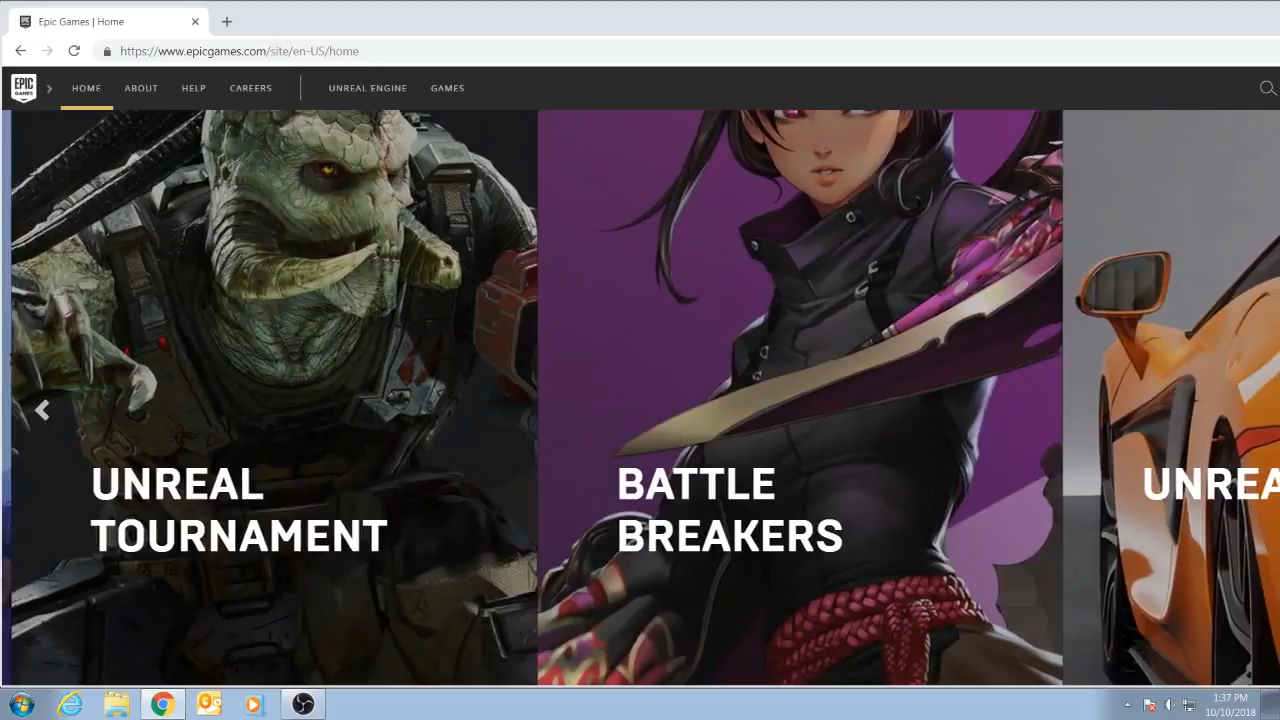 Epic Games | Home
https://www.epicgames.com/site/en-US/home
EPIC
GAMES
HOME
ABOUT
HELP
CAREERS
UNREAL ENGINE
GAMES
UNREAL
TOURNAMENT
BATTLE
BREAKERS
UNREA
1:37 PM
10/10/2018